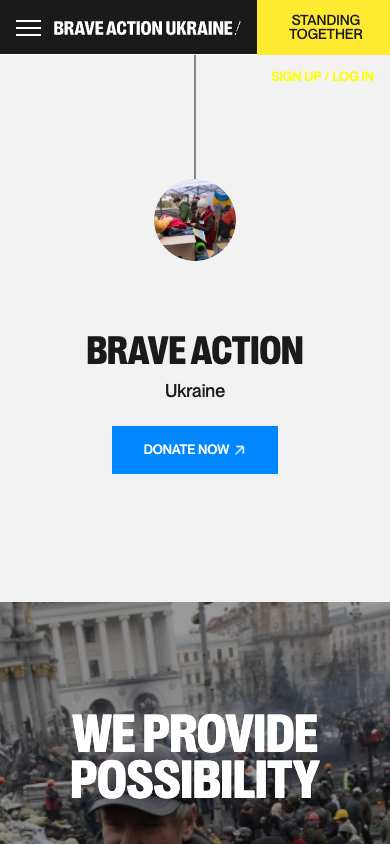 BRAVE ACTION UKRAINE/
STANDING
TOGETHER
SIGN UP / LOG IN
BRAVE ACTION
Ukraine
DONATE NOW
WE PROVIDE
POSSIBILITY